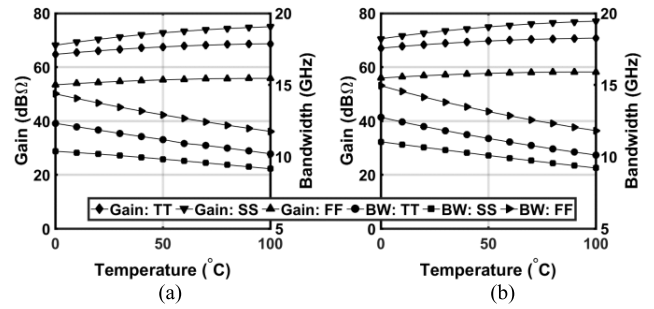 80
60
40
20
0
Gain (dBΩ)
20
15
10
5
Bandwidth (GHz)
0
50
100
Temperature (°C)
(a)
80
60
40
20
0
Gain (dBΩ)
20
15
10
5
Bandwidth (GHz)
0
50
100
Temperature (°C)
(b)
Gain: TT Gain: SS Gain: FF BW: TT BW: SS BW: FF